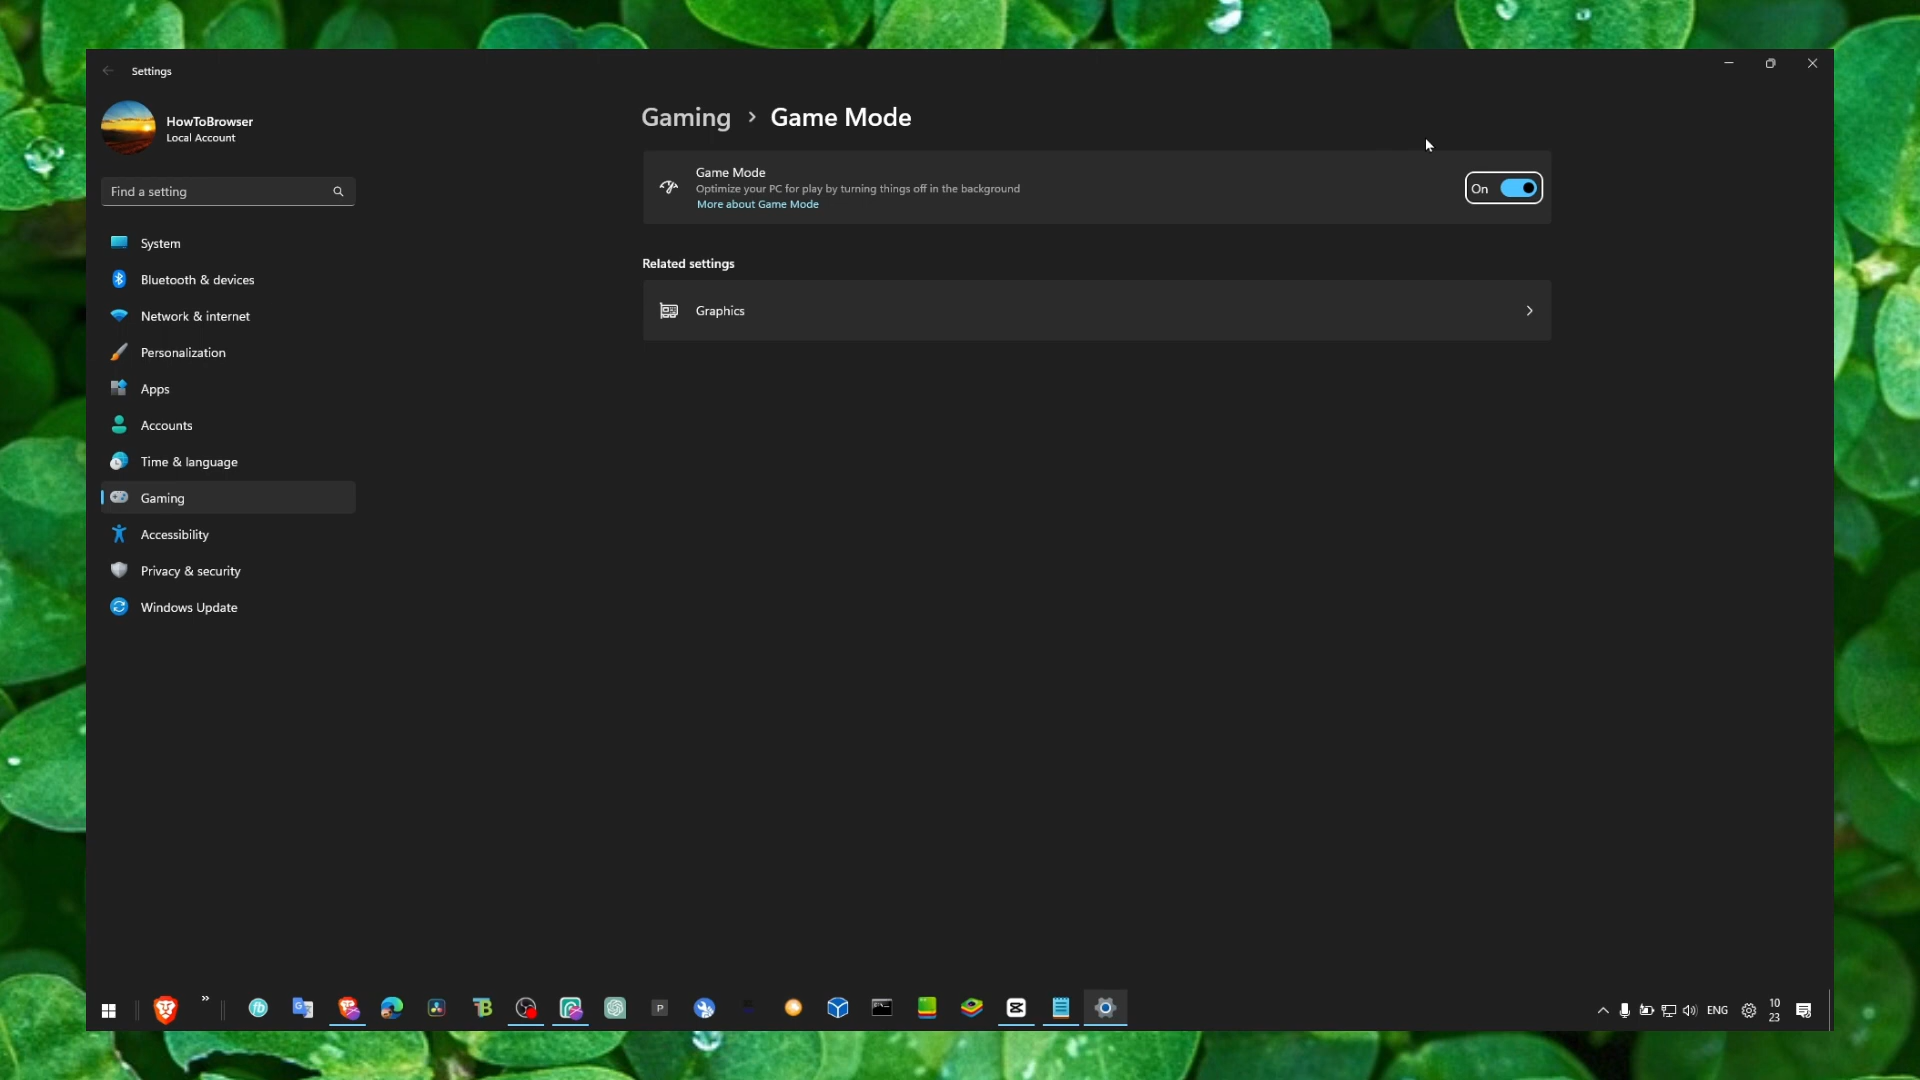 Settings
HowToBrowser
Local Account
Find a setting
System
Bluetooth & devices
Network & internet
Personalization
Apps
Accounts
Time & language
Gaming
Accessibility
Privacy & security
Windows Update
Gaming > Game Mode
Game Mode
Optimize your PC for play by turning things off in the background
More about Game Mode
On
Related settings
Graphics
P
ENG
10
23